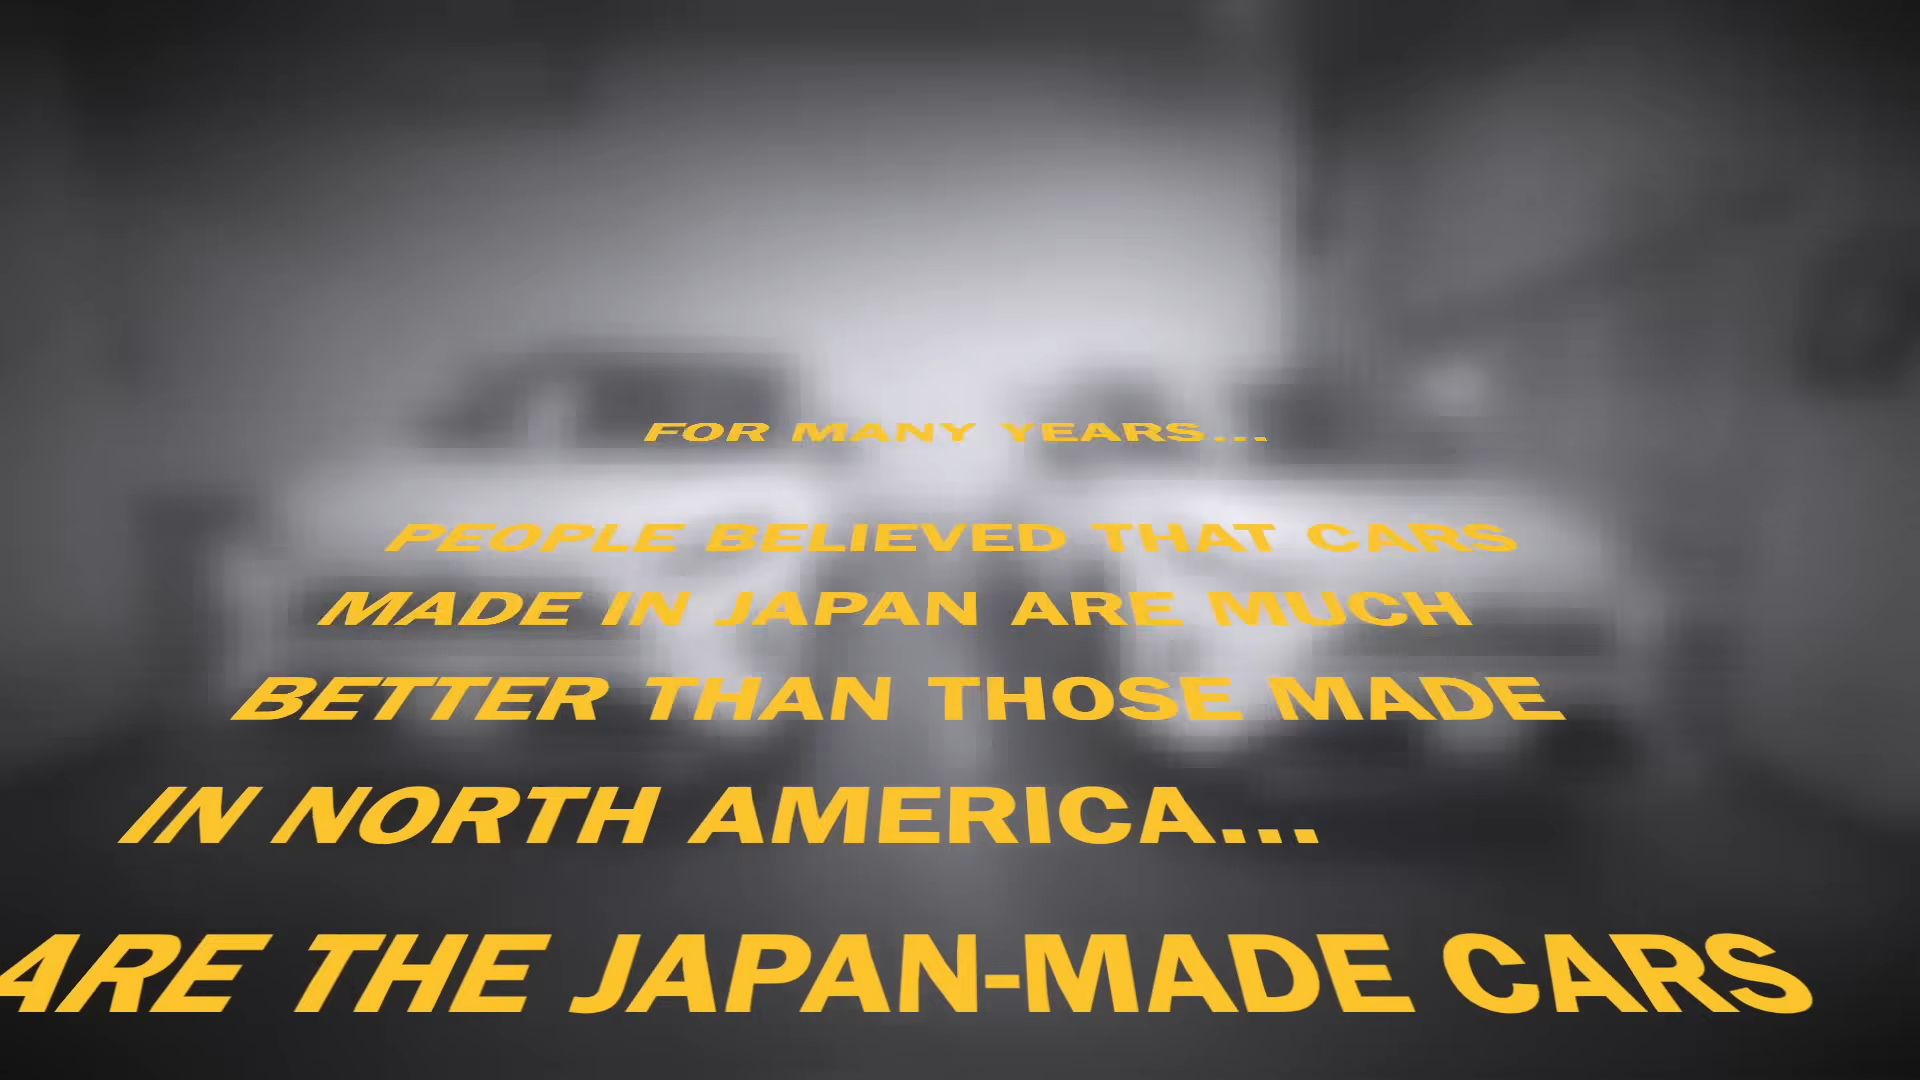 FOR MANY YEARS...
PEOPLE BELIEVED THAT CARS
MADE IN JAPAN ARE MUCH
BETTER THAN THOSE MADE
IN NORTH AMERICA...
ARE THE JAPAN-MADE CARS